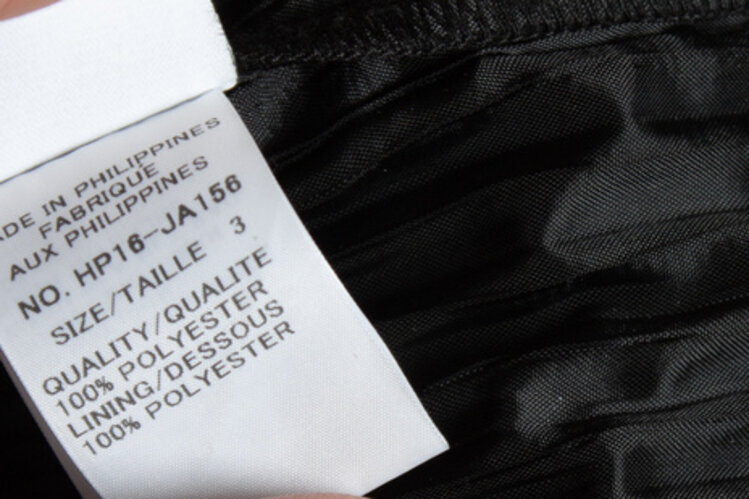 ADE IN PHILIPPINES
FABRIQUE
AUX PHILIPPINES
NO. HP16-JA156
SIZE/TAILLE 3
QUALITY/QUALITE
100% POLYESTER
LINING/DESSOUS
100% POLYESTER